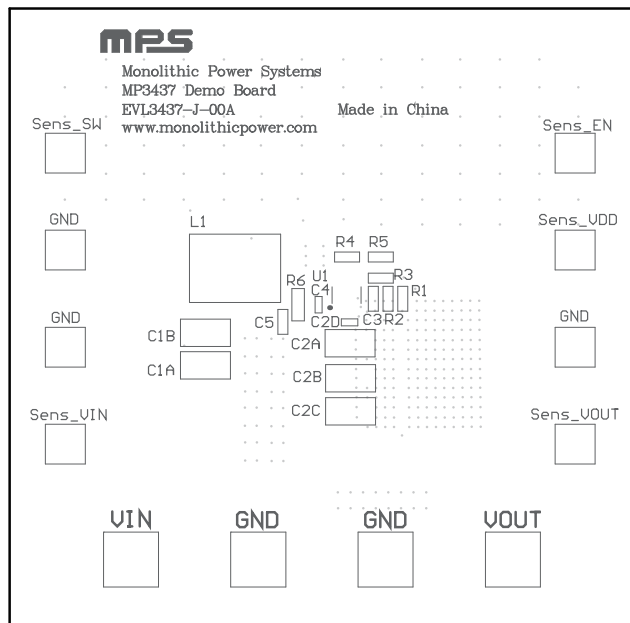 MPS
Monolithic Power Systems
MP3437 Demo Board
EVL3437-J-00A Made in China
www.monolithicpower.com
Sens_SW Sens_EN
GND Sens_VDD
L1
R4 R5
R3
R6 U1
C4 R1
C5 C2D C3 R2
C1B C2A
C1A C2B
C2C
GND GND
Sens_VIN Sens_VOUT
VIN GND GND VOUT